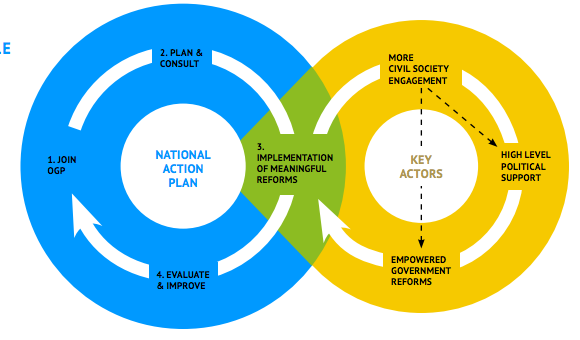 LE
2. PLAN &
CONSULT
1. JOIN
OGP
NATIONAL
ACTION
PLAN
3.
IMPLEMENTATION
OF MEANINGFUL
REFORMS
4. EVALUATE
& IMPROVE
MORE
CIVIL SOCIETY
ENGAGEMENT
KEY
ACTORS
HIGH LEVEL
POLITICAL
SUPPORT
EMPOWERED
GOVERNMENT
REFORMS